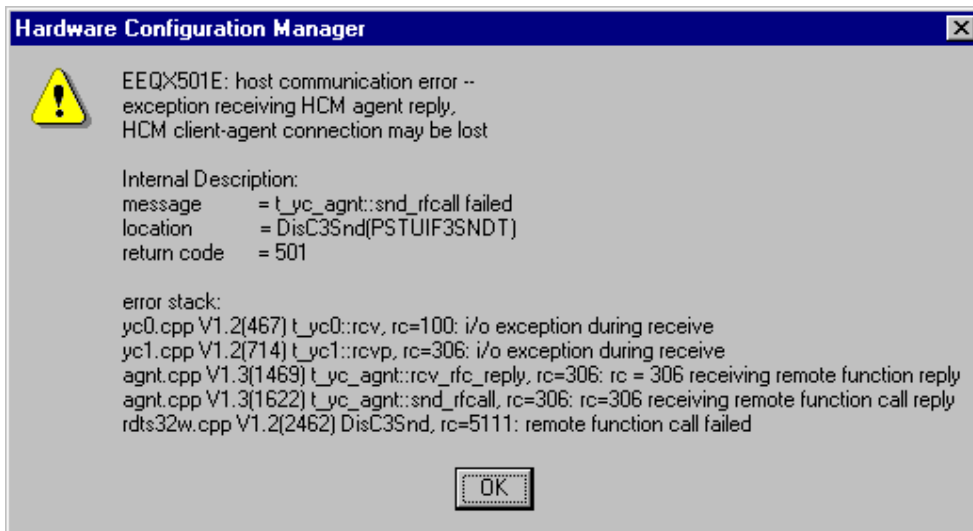 Hardware Configuration Manager
EEQX501E: host communication error --
exception receiving HCM agent reply,
HCM client-agent connection may be lost
Internal Description:
message = t_yc_agnt::snd_rfcall failed
location = DisC3Snd(PSTUIF3SNDT)
return code = 501
error stack:
yc0.cpp V1.2(467) t_yc0::rcv, rc=100: i/o exception during receive
yc1.cpp V1.2(714) t_yc1::rcvp, rc=306: i/o exception during receive
agnt.cpp V1.3(1469) t_yc_agnt::rcv_rfc_reply, rc=306: rc = 306 receiving remote function reply
agnt.cpp V1.3(1622) t_yc_agnt::snd_rfcall, rc=306: rc=306 receiving remote function call reply
rdts32w.cpp V1.2(2462) DisC3Snd, rc=5111: remote function call failed
OK